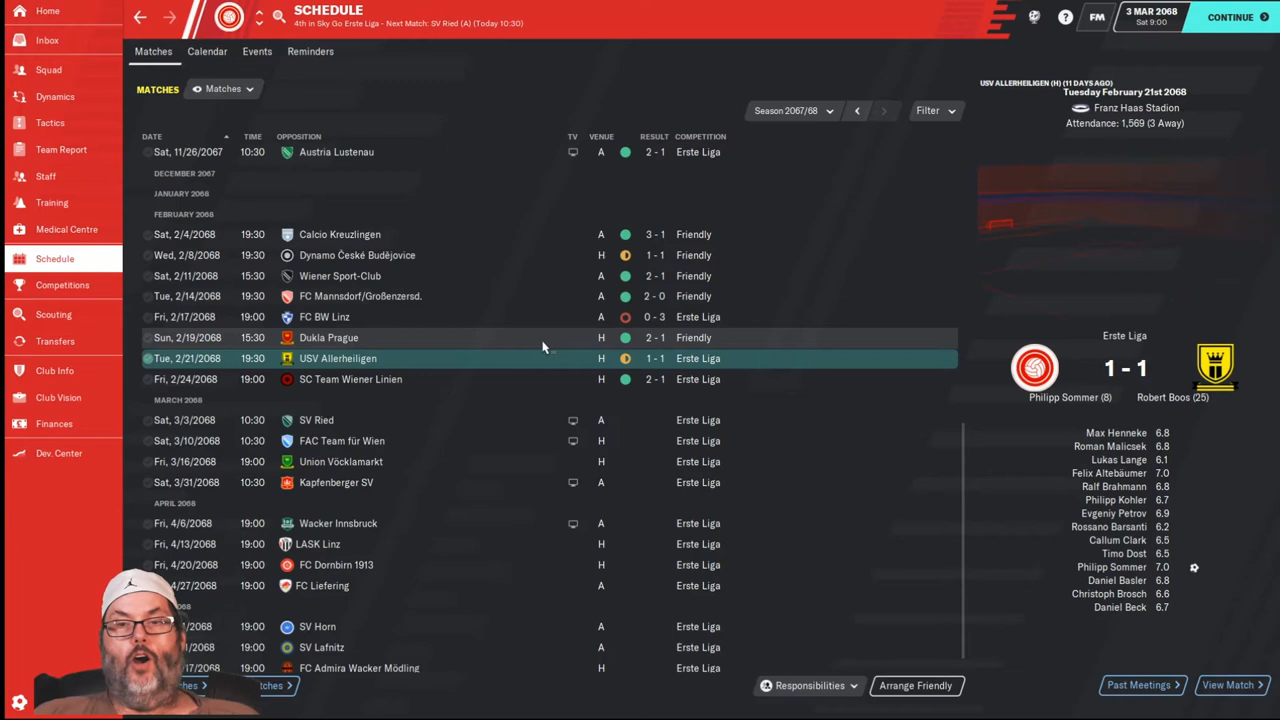 Home
Inbox
Squad
Dynamics
Tactics
Team Report
Staff
Training
Medical Centre
Schedule
Competitions
Scouting
Transfers
Club Info
Club Vision
Finances
Dev. Center
SCHEDULE
4th in Sky Go Erste Liga - Next Match: SV Ried (A) (Today 10:30)
?
FM
3 MAR 2068
Sat 9:00
CONTINUE
Matches Calendar Events Reminders
MATCHES Matches
Season 2067/68 Filter
DATE TIME OPPOSITION TV VENUE RESULT COMPETITION
Sat, 11/26/2067 10:30 Austria Lustenau A 2 - 1 Erste Liga
DECEMBER 2067
JANUARY 2068
FEBRUARY 2068
Sat, 2/4/2068 19:30 Calcio Kreuzlingen A 3 - 1 Friendly
Wed, 2/8/2068 19:30 Dynamo České Budějovice H 1 - 1 Friendly
Sat, 2/11/2068 15:30 Wiener Sport-Club A 2 - 1 Friendly
Tue, 2/14/2068 19:30 FC Mannsdorf/Großenzersd. A 2 - 0 Friendly
Fri, 2/17/2068 19:00 FC BW Linz A 0 - 3 Erste Liga
Sun, 2/19/2068 15:30 Dukla Prague H 2 - 1 Friendly
Tue, 2/21/2068 19:30 USV Allerheiligen H 1 - 1 Erste Liga
Fri, 2/24/2068 19:00 SC Team Wiener Linien H 2 - 1 Erste Liga
MARCH 2068
Sat, 3/3/2068 10:30 SV Ried A Erste Liga
Sat, 3/10/2068 10:30 FAC Team für Wien H Erste Liga
Fri, 3/16/2068 19:00 Union Vöcklamarkt H Erste Liga
Sat, 3/31/2068 10:30 Kapfenberger SV A Erste Liga
APRIL 2068
Fri, 4/6/2068 19:00 Wacker Innsbruck A Erste Liga
Fri, 4/13/2068 19:00 LASK Linz H Erste Liga
Fri, 4/20/2068 19:00 FC Dornbirn 1913 H Erste Liga
4/27/2068 19:00 FC Liefering A Erste Liga
19:00 SV Horn A Erste Liga
19:00 SV Lafnitz A Erste Liga
19:00 FC Admira Wacker Mödling H Erste Liga
Responsibilities Arrange Friendly
USV ALLERHEILIGEN (H) (11 DAYS AGO)
Tuesday February 21st 2068
Franz Haas Stadion
Attendance: 1,569 (3 Away)
Erste Liga
1 - 1
Philipp Sommer (8) Robert Boos (25)
Max Henneke 6.8
Roman Malicsek 6.8
Lukas Lange 6.1
Felix Altebäumer 7.0
Ralf Brahmann 6.8
Philipp Kohler 6.7
Evgeniy Petrov 6.9
Rossano Barsanti 6.2
Callum Clark 6.5
Timo Dost 6.5
Philipp Sommer 7.0
Daniel Basler 6.8
Christoph Brosch 6.6
Daniel Beck 6.7
Past Meetings View Match